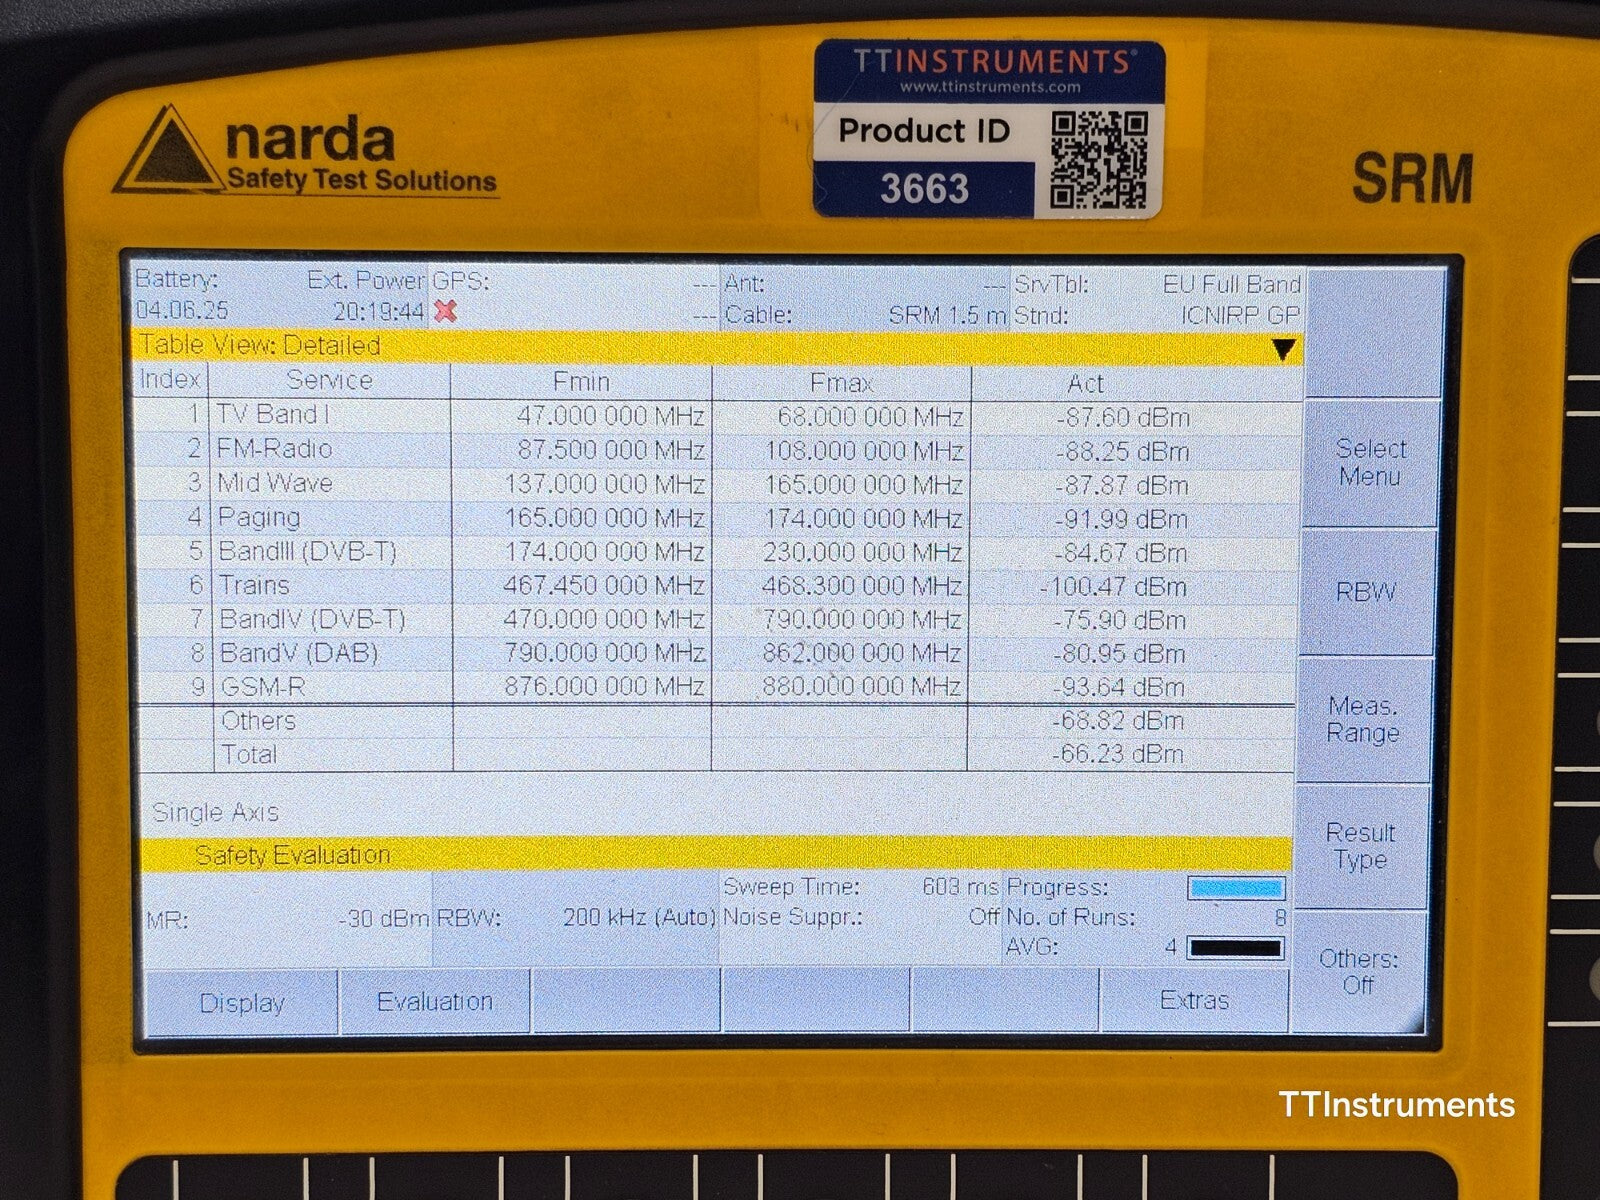 TTINSTRUMENTS®
www.ttinstruments.com
Product ID
3663
narda
Safety Test Solutions
SRM
Battery: Ext. Power GPS: --- Ant: --- SrvTbl: EU Full Band
04.06.25 20:19:44 --- Cable: SRM 1.5 m Stnd: ICNIRP GP
Table View: Detailed
Index Service Fmin Fmax Act
1 TV Band I 47.000 000 MHz 68.000 000 MHz -87.60 dBm
2 FM-Radio 87.500 000 MHz 108.000 000 MHz -88.25 dBm
3 Mid Wave 137.000 000 MHz 165.000 000 MHz -87.87 dBm
4 Paging 165.000 000 MHz 174.000 000 MHz -91.99 dBm
5 BandIII (DVB-T) 174.000 000 MHz 230.000 000 MHz -84.67 dBm
6 Trains 467.450 000 MHz 468.300 000 MHz -100.47 dBm
7 BandIV (DVB-T) 470.000 000 MHz 790.000 000 MHz -75.90 dBm
8 BandV (DAB) 790.000 000 MHz 862.000 000 MHz -80.95 dBm
9 GSM-R 876.000 000 MHz 880.000 000 MHz -93.64 dBm
Others -68.82 dBm
Total -66.23 dBm
Single Axis
Safety Evaluation
Sweep Time: 603 ms Progress:
MR: -30 dBm RBW: 200 kHz (Auto) Noise Suppr.: Off No. of Runs: 8
AVG: 4
Display Evaluation Extras
Select
Menu
RBW
Meas.
Range
Result
Type
Others:
Off
TTInstruments